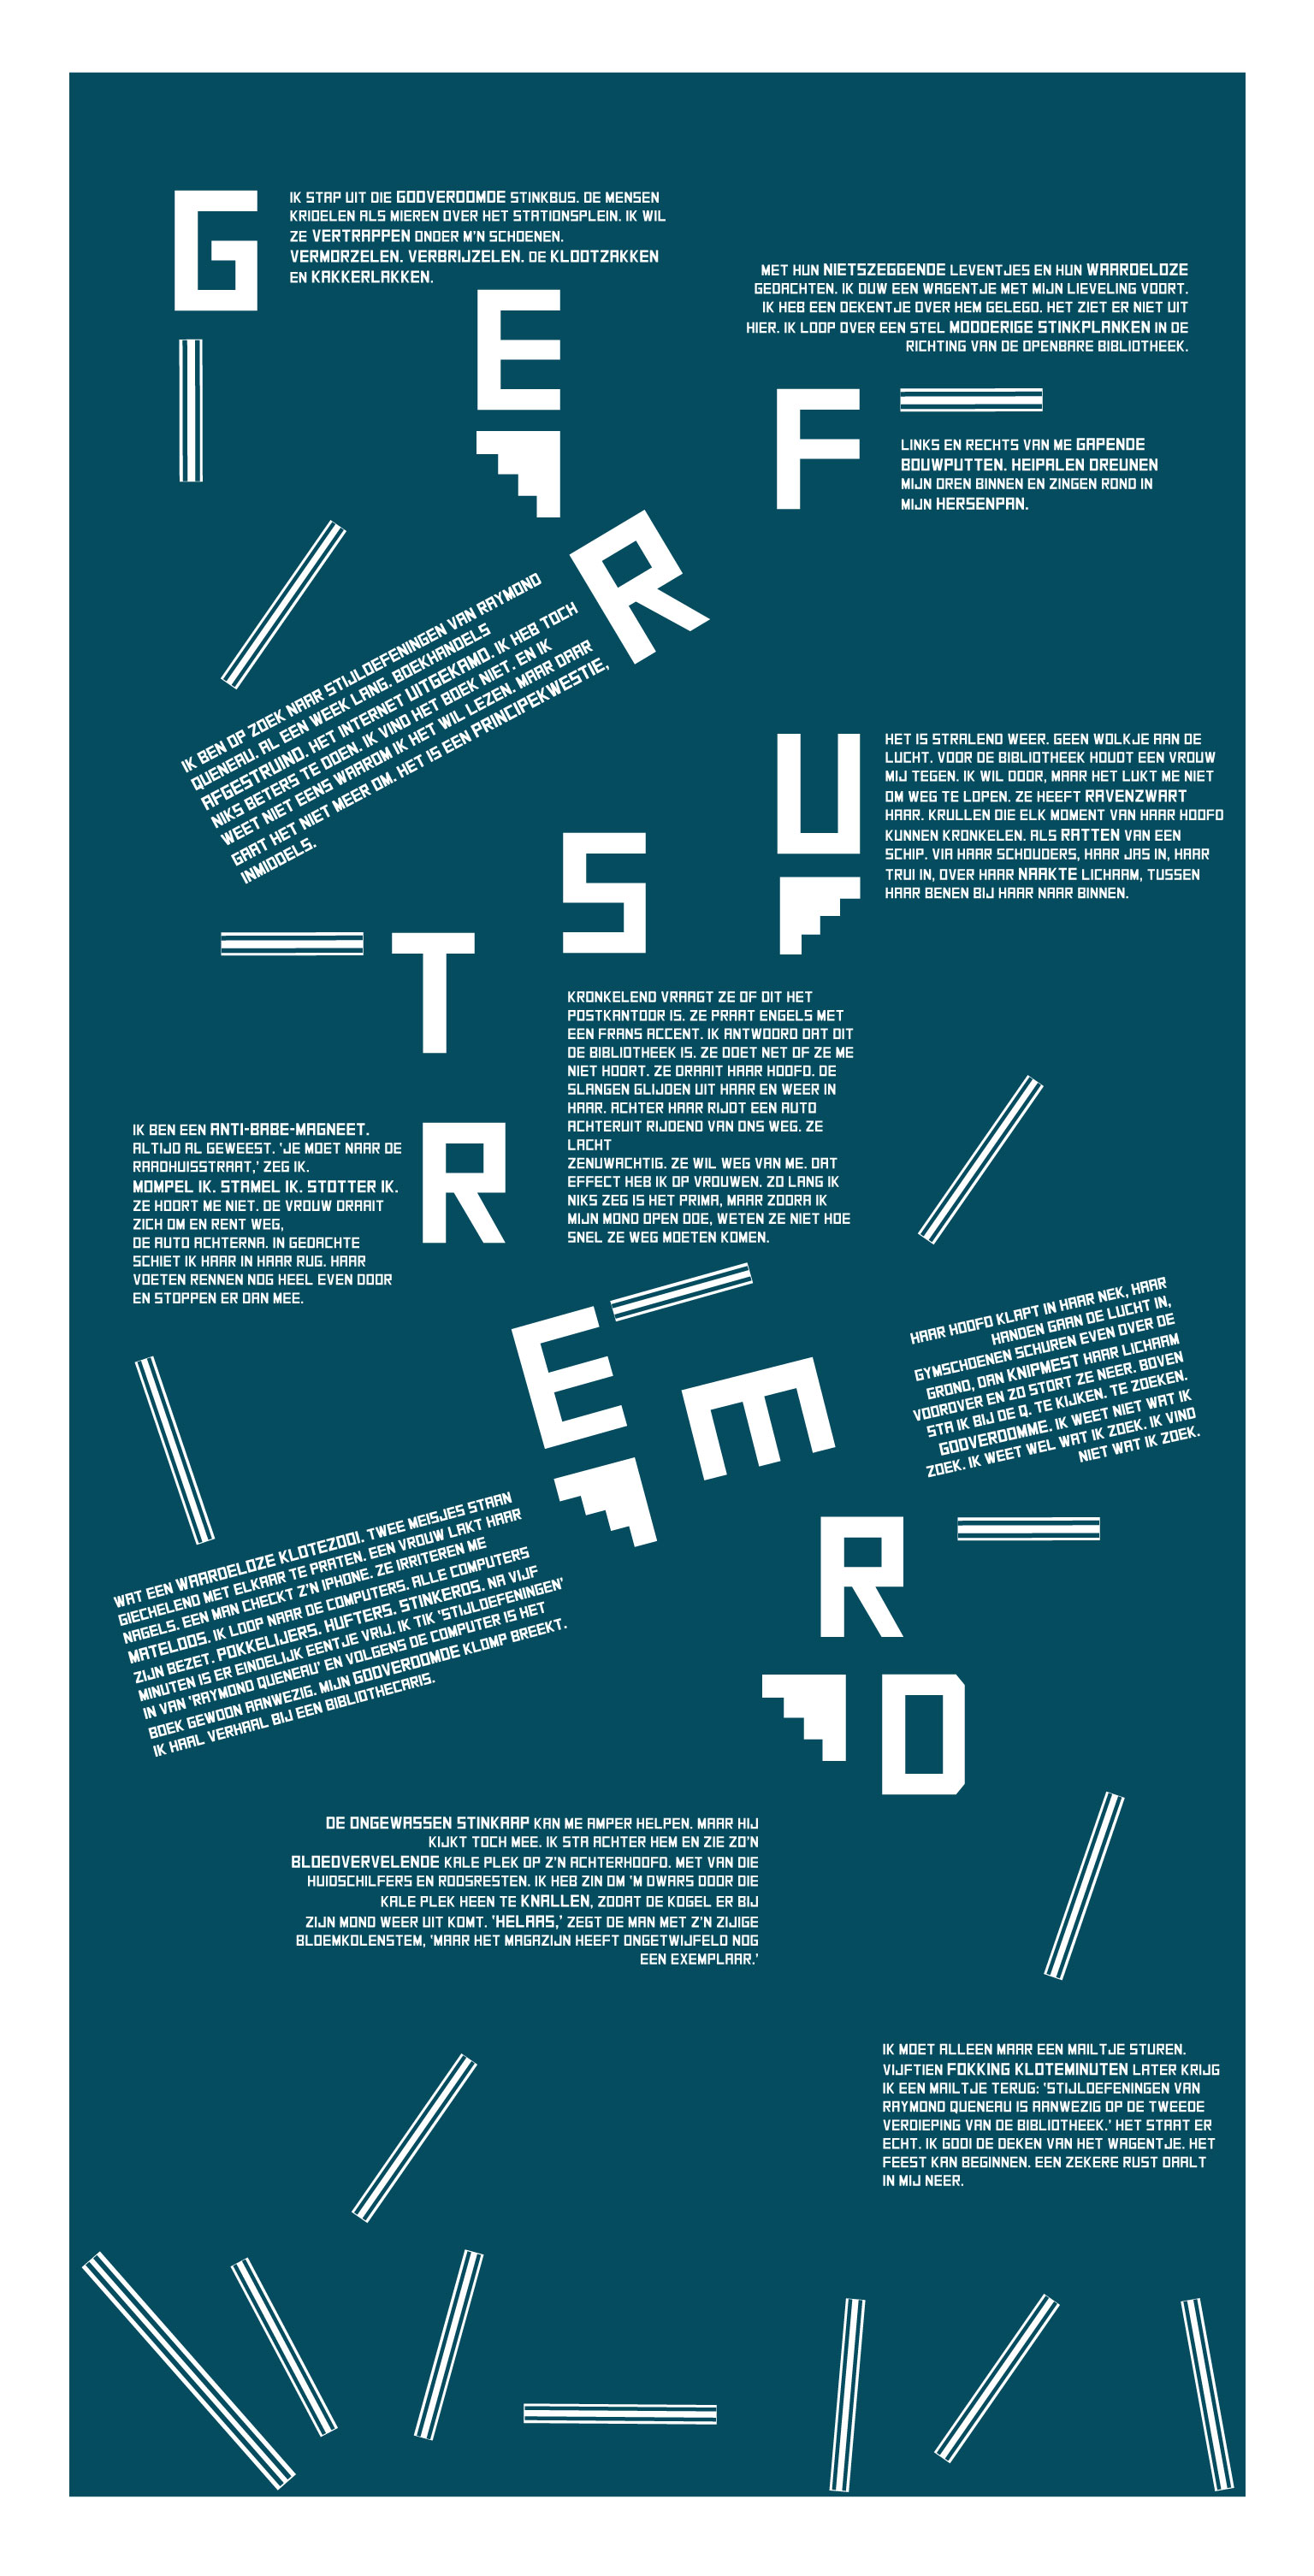 G
IK STAP UIT DIE GODVERDOMDE STINKBUS. DE MENSEN
KRIOELEN ALS MIEREN OVER HET STATIONSPLEIN. IK WIL
ZE VERTRAPPEN ONDER M'N SCHOENEN.
VERMORZELEN. VERBRIJZELEN. DE KLOOTZAKKEN
EN KAKKERLAKKEN.
E
MET HUN NIETSZEGGENDE LEVENTJES EN HUN WAARDELOZE
GEDACHTEN. IK DUW EEN WAGENTJE MET MIJN LIEVELING VOORT.
IK HEB EEN DEKENTJE OVER HEM GELEGD. HET ZIET ER NIET UIT
HIER. IK LOOP OVER EEN STEL MODDERIGE STINKPLANKEN IN DE
RICHTING VAN DE OPENBARE BIBLIOTHEEK.
F
LINKS EN RECHTS VAN ME GAPENDE
BOUWPUTTEN. HEIPALEN DREUNEN
MIJN OREN BINNEN EN ZINGEN ROND IN
MIJN HERSENPAN.
R
IK BEN OP ZOEK NAAR STIJLOEFENINGEN VAN RAYMOND
QUENEAU. AL EEN WEEK LANG. BOEKHANDELS
AFGESTRUIND. HET INTERNET UITGEKAMD. IK HEB TOCH
NIKS BETERS TE DOEN. IK VIND HET BOEK NIET. EN IK
WEET NIET EENS WAAROM IK HET WIL LEZEN. MAAR DAAR
GAAT HET NIET MEER OM. HET IS EEN PRINCIPEKWESTIE,
INMIDDELS.
U
HET IS STRALEND WEER. GEEN WOLKJE AAN DE
LUCHT. VOOR DE BIBLIOTHEEK HOUDT EEN VROUW
MIJ TEGEN. IK WIL DOOR, MAAR HET LUKT ME NIET
OM WEG TE LOPEN. ZE HEEFT RAVENZWART
HAAR. KRULLEN DIE ELK MOMENT VAN HAAR HOOFD
KUNNEN KRONKELEN. ALS RATTEN VAN EEN
SCHIP. VIA HAAR SCHOUDERS, HAAR JAS IN, HAAR
TRUI IN, OVER HAAR NAAKTE LICHAAM, TUSSEN
HAAR BENEN BIJ HAAR NAAR BINNEN.
S
T
KRONKELEND VRAAGT ZE OF DIT HET
POSTKANTOOR IS. ZE PRAAT ENGELS MET
EEN FRANS ACCENT. IK ANTWOORD DAT DIT
DE BIBLIOTHEEK IS. ZE DOET NET OF ZE ME
NIET HOORT. ZE DRAAIT HAAR HOOFD. DE
SLANGEN GLIJDEN UIT HAAR EN WEER IN
HAAR. ACHTER HAAR RIJDT EEN AUTO
ACHTERUIT RIJDEND VAN ONS WEG. ZE
LACHT
ZENUWACHTIG. ZE WIL WEG VAN ME. DAT
EFFECT HEB IK OP VROUWEN. ZO LANG IK
NIKS ZEG IS HET PRIMA, MAAR ZODRA IK
MIJN MOND OPEN DOE, WETEN ZE NIET HOE
SNEL ZE WEG MOETEN KOMEN.
R
IK BEN EEN ANTI-BABE-MAGNEET.
ALTIJD AL GEWEEST. 'JE MOET NAAR DE
RAADHUISSTRAAT,' ZEG IK.
MOMPEL IK. STAMEL IK. STOTTER IK.
ZE HOORT ME NIET. DE VROUW DRAAIT
ZICH OM EN RENT WEG,
DE AUTO ACHTERNA. IN GEDACHTE
SCHIET IK HAAR IN HAAR RUG. HAAR
VOETEN RENNEN NOG HEEL EVEN DOOR
EN STOPPEN ER DAN MEE.
E
E
HAAR HOOFD KLAPT IN HAAR NEK, HAAR
HANDEN GAAN DE LUCHT IN,
GYMSCHOENEN SCHUREN EVEN OVER DE
GROND, DAN KNIPMEST HAAR LICHAAM
VOOROVER EN ZO STORT ZE NEER. BOVEN
STA IK BIJ DE Q. TE KIJKEN. TE ZOEKEN.
GODVERDOMME. IK WEET NIET WAT IK
ZOEK. IK WEET WEL WAT IK ZOEK. IK VIND
NIET WAT IK ZOEK.
WAT EEN WAARDELOZE KLOTEZOOI. TWEE MEISJES STAAN
GIECHELEND MET ELKAAR TE PRATEN. EEN VROUW LAKT HAAR
NAGELS. EEN MAN CHECKT Z'N IPHONE. ZE IRRITEREN ME
MATELOOS. IK LOOP NAAR DE COMPUTERS. ALLE COMPUTERS
ZIJN BEZET. POKKELIJERS. HUFTERS. STINKERDS. NA VIJF
MINUTEN IS ER EINDELIJK EENTJE VRIJ. IK TIK 'STIJLOEFENINGEN'
IN VAN 'RAYMOND QUENEAU' EN VOLGENS DE COMPUTER IS HET
BOEK GEWOON AANWEZIG. MIJN GODVERDOMDE KLOMP BREEKT.
IK HAAL VERHAAL BIJ EEN BIBLIOTHECARIS.
R
D
DE ONGEWASSEN STINKAAP KAN ME AMPER HELPEN. MAAR HIJ
KIJKT TOCH MEE. IK STA ACHTER HEM EN ZIE ZO'N
BLOEDVERVELENDE KALE PLEK OP Z'N ACHTERHOOFD. MET VAN DIE
HUIDSCHILFERS EN ROOSRESTEN. IK HEB ZIN OM 'M DWARS DOOR DIE
KALE PLEK HEEN TE KNALLEN, ZODAT DE KOGEL ER BIJ
ZIJN MOND WEER UIT KOMT. 'HELAAS,' ZEGT DE MAN MET Z'N ZIJIGE
BLOEMKOLENSTEM, 'MAAR HET MAGAZIJN HEEFT ONGETWIJFELD NOG
EEN EXEMPLAAR.'
IK MOET ALLEEN MAAR EEN MAILTJE STUREN.
VIJFTIEN FOKKING KLOTEMINUTEN LATER KRIJG
IK EEN MAILTJE TERUG: 'STIJLOEFENINGEN VAN
RAYMOND QUENEAU IS AANWEZIG OP DE TWEEDE
VERDIEPING VAN DE BIBLIOTHEEK.' HET STAAT ER
ECHT. IK GOOI DE DEKEN VAN HET WAGENTJE. HET
FEEST KAN BEGINNEN. EEN ZEKERE RUST DAALT
IN MIJ NEER.